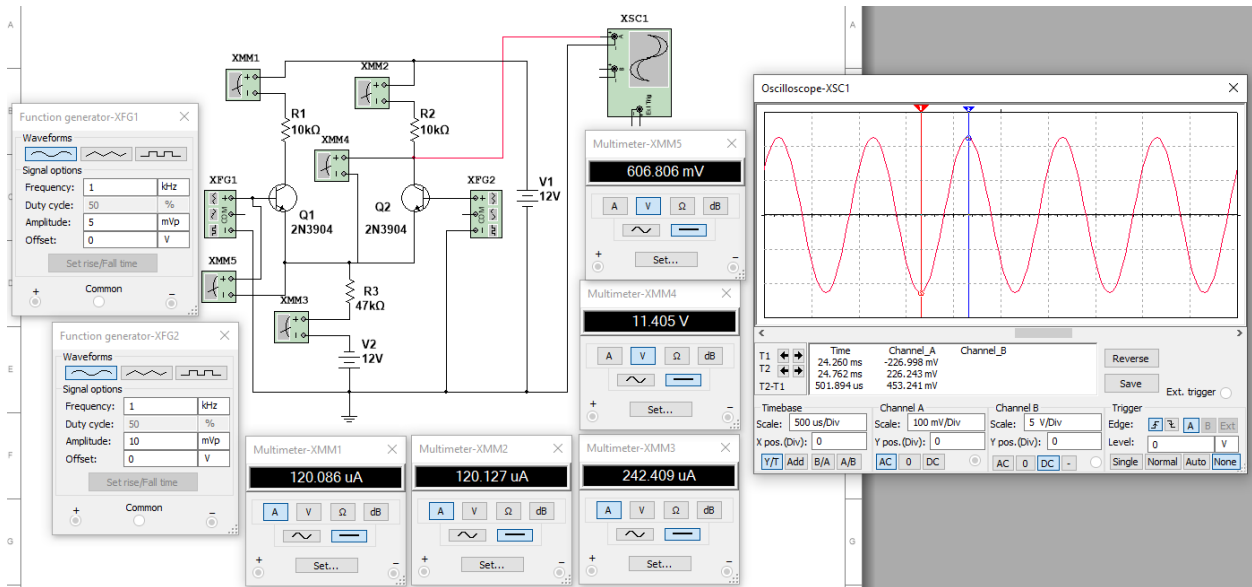 A
A
XSC1
XMM1
XMM2
Ext Trig
R1
10kΩ
R2
10kΩ
XMM4
XFG1
COM
XFG2
COM
V1
12V
Q1
2N3904
Q2
2N3904
XMM5
R3
47kΩ
XMM3
V2
12V
Function generator-XFG1
Waveforms
Signal options
Frequency: 1 kHz
Duty cycle: 50 %
Amplitude: 5 mVp
Offset: 0 V
Set rise/Fall time
+ Common −
Function generator-XFG2
Waveforms
Signal options
Frequency: 1 kHz
Duty cycle: 50 %
Amplitude: 10 mVp
Offset: 0 V
Set rise/Fall time
+ Common −
Multimeter-XMM5
606.806 mV
A V Ω dB
Set...
+ −
Multimeter-XMM4
11.405 V
A V Ω dB
Set...
+ −
Multimeter-XMM1
120.086 uA
A V Ω dB
Set...
+ −
Multimeter-XMM2
120.127 uA
A V Ω dB
Set...
+ −
Multimeter-XMM3
242.409 uA
A V Ω dB
Set...
+ −
Oscilloscope-XSC1
1 2
Time Channel_A Channel_B
T1 24.260 ms -226.998 mV
T2 24.762 ms 226.243 mV
T2-T1 501.894 us 453.241 mV
Reverse
Save
Ext. trigger
Timebase
Scale: 500 us/Div
X pos.(Div): 0
Y/T Add B/A A/B
Channel A
Scale: 100 mV/Div
Y pos.(Div): 0
AC 0 DC
Channel B
Scale: 5 V/Div
Y pos.(Div): 0
AC 0 DC -
Trigger
Edge: A B Ext
Level: 0 V
Single Normal Auto None
E
E
F
F
G
G